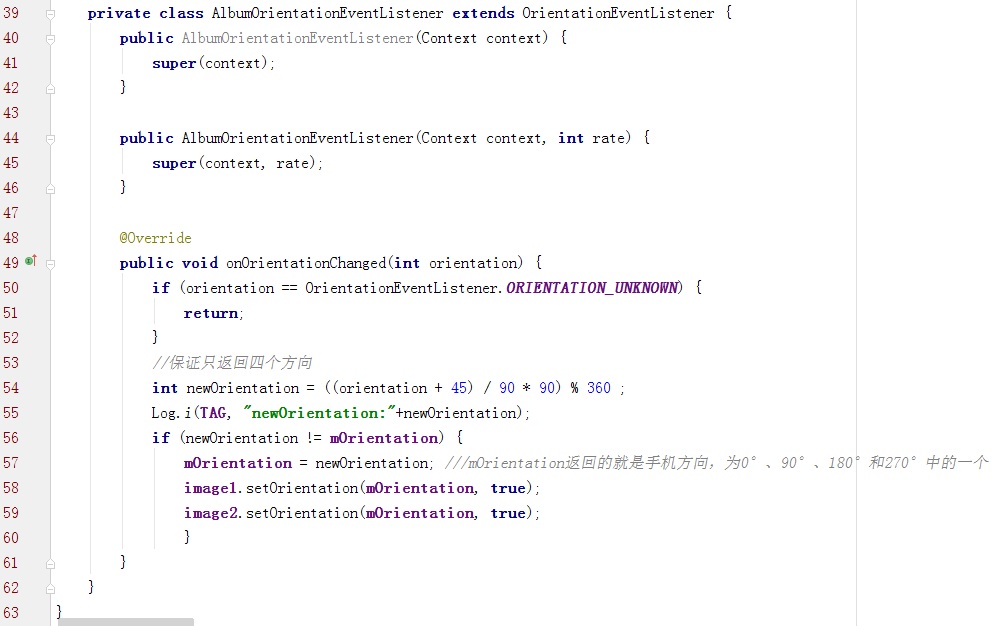 39 private class AlbumOrientationEventListener extends OrientationEventListener {
40 public AlbumOrientationEventListener(Context context) {
41 super(context);
42 }
43
44 public AlbumOrientationEventListener(Context context, int rate) {
45 super(context, rate);
46 }
47
48 @Override
49 public void onOrientationChanged(int orientation) {
50 if (orientation == OrientationEventListener.ORIENTATION_UNKNOWN) {
51 return;
52 }
53 //保证只返回四个方向
54 int newOrientation = ((orientation + 45) / 90 * 90) % 360 ;
55 Log.i(TAG, "newOrientation:"+newOrientation);
56 if (newOrientation != mOrientation) {
57 mOrientation = newOrientation; ///mOrientation返回的就是手机方向，为0°、90°、180°和270°中的一个
58 image1.setOrientation(mOrientation, true);
59 image2.setOrientation(mOrientation, true);
60 }
61 }
62 }
63 }